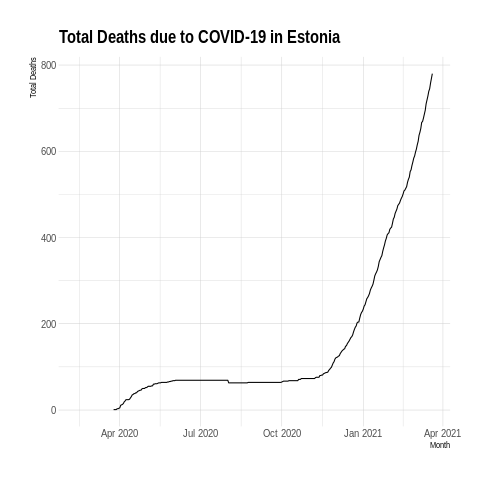 Total Deaths due to COVID-19 in Estonia
Total Deaths
800
600
400
200
0
Apr 2020 Jul 2020 Oct 2020 Jan 2021 Apr 2021
Month